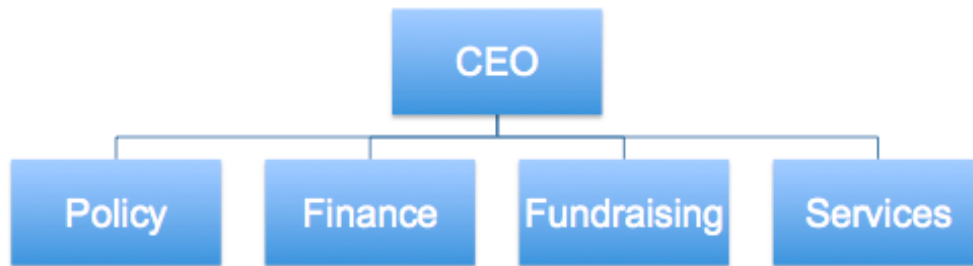 CEO
Policy
Finance
Fundraising
Services